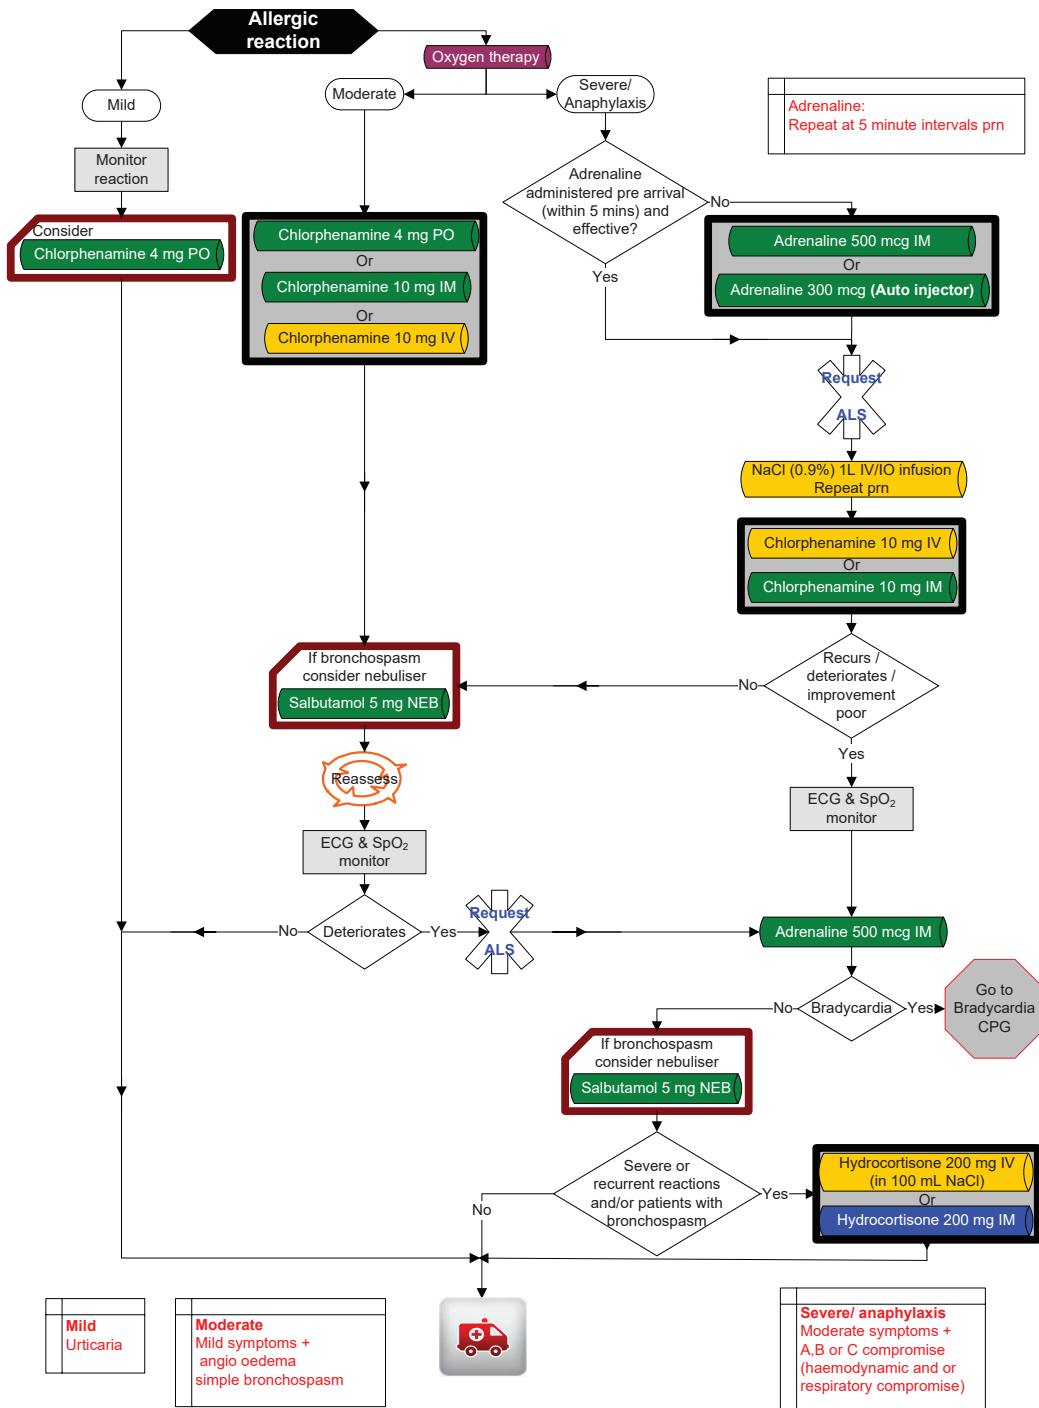 Allergic
reaction
Oxygen therapy
Mild
Moderate
Severe/
Anaphylaxis
Adrenaline:
Repeat at 5 minute intervals prn
Monitor
reaction
Adrenaline
administered pre arrival
(within 5 mins) and
effective?
No
Yes
Consider
Chlorphenamine 4 mg PO
Chlorphenamine 4 mg PO
Or
Chlorphenamine 10 mg IM
Or
Chlorphenamine 10 mg IV
Adrenaline 500 mcg IM
Or
Adrenaline 300 mcg (Auto injector)
Request
ALS
NaCl (0.9%) 1L IV/IO infusion
Repeat prn
Chlorphenamine 10 mg IV
Or
Chlorphenamine 10 mg IM
If bronchospasm
consider nebuliser
Salbutamol 5 mg NEB
No
Recurs /
deteriorates /
improvement
poor
Yes
Reassess
ECG & SpO2
monitor
ECG & SpO2
monitor
No
Deteriorates
Yes
Request
ALS
Adrenaline 500 mcg IM
No
Bradycardia
Yes
Go to
Bradycardia
CPG
If bronchospasm
consider nebuliser
Salbutamol 5 mg NEB
Severe or
recurrent reactions
and/or patients with
bronchospasm
Yes
No
Hydrocortisone 200 mg IV
(in 100 mL NaCl)
Or
Hydrocortisone 200 mg IM
Mild
Urticaria
Moderate
Mild symptoms +
angio oedema
simple bronchospasm
Severe/ anaphylaxis
Moderate symptoms +
A,B or C compromise
(haemodynamic and or
respiratory compromise)